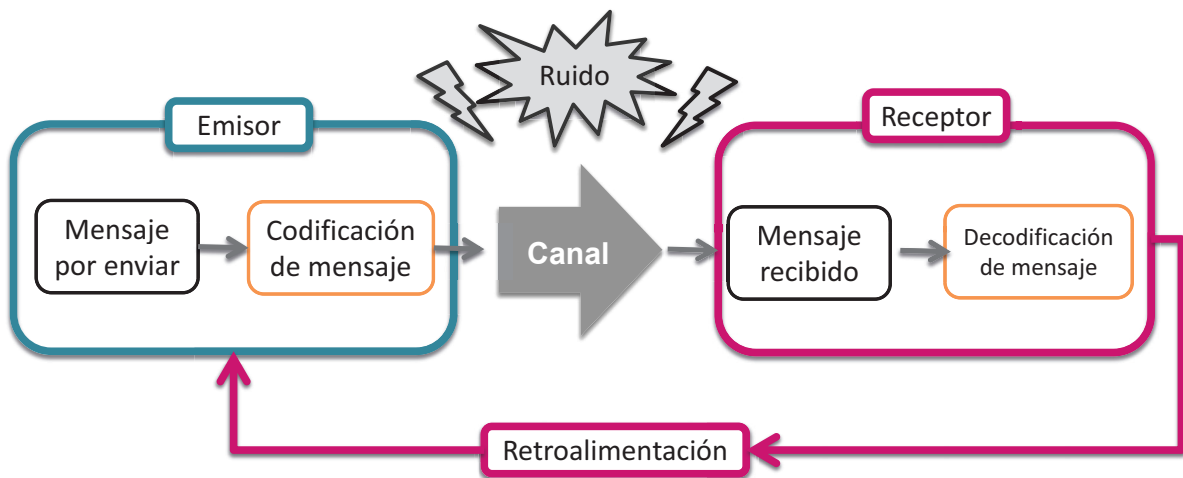 Ruido
Emisor
Receptor
Mensaje
por enviar
Codificación
de mensaje
Canal
Mensaje
recibido
Decodificación
de mensaje
Retroalimentación